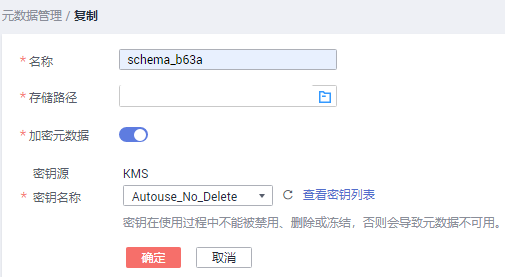 元数据管理 / 复制
* 名称 schema_b63a
* 存储路径
* 加密元数据
密钥源 KMS
* 密钥名称 Autouse_No_Delete 查看密钥列表
密钥在使用过程中不能被禁用、删除或冻结，否则会导致元数据不可用。
确定 取消